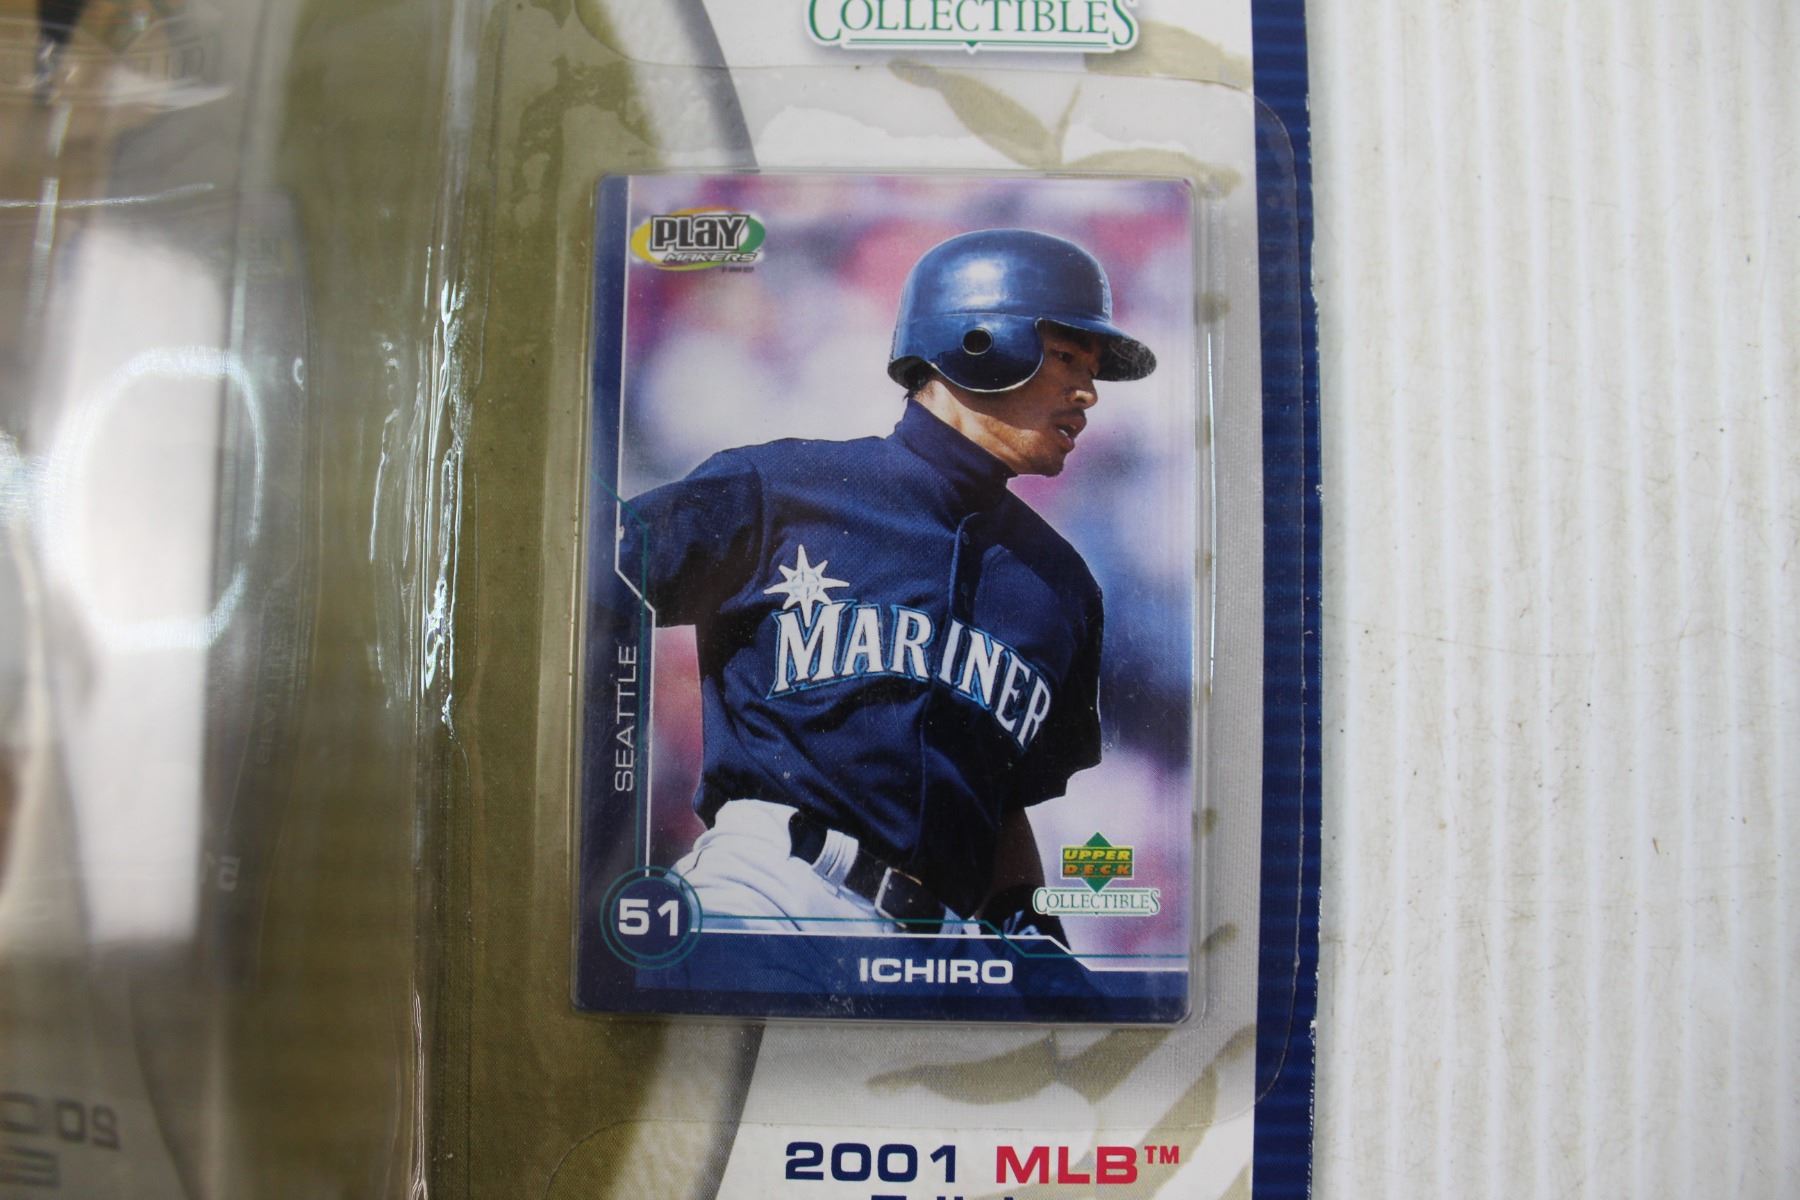 COLLECTIBLES
PLAY
MAKERS
MARINER
SEATTLE
UPPER
DECK
COLLECTIBLES
51
ICHIRO
2001 MLB™